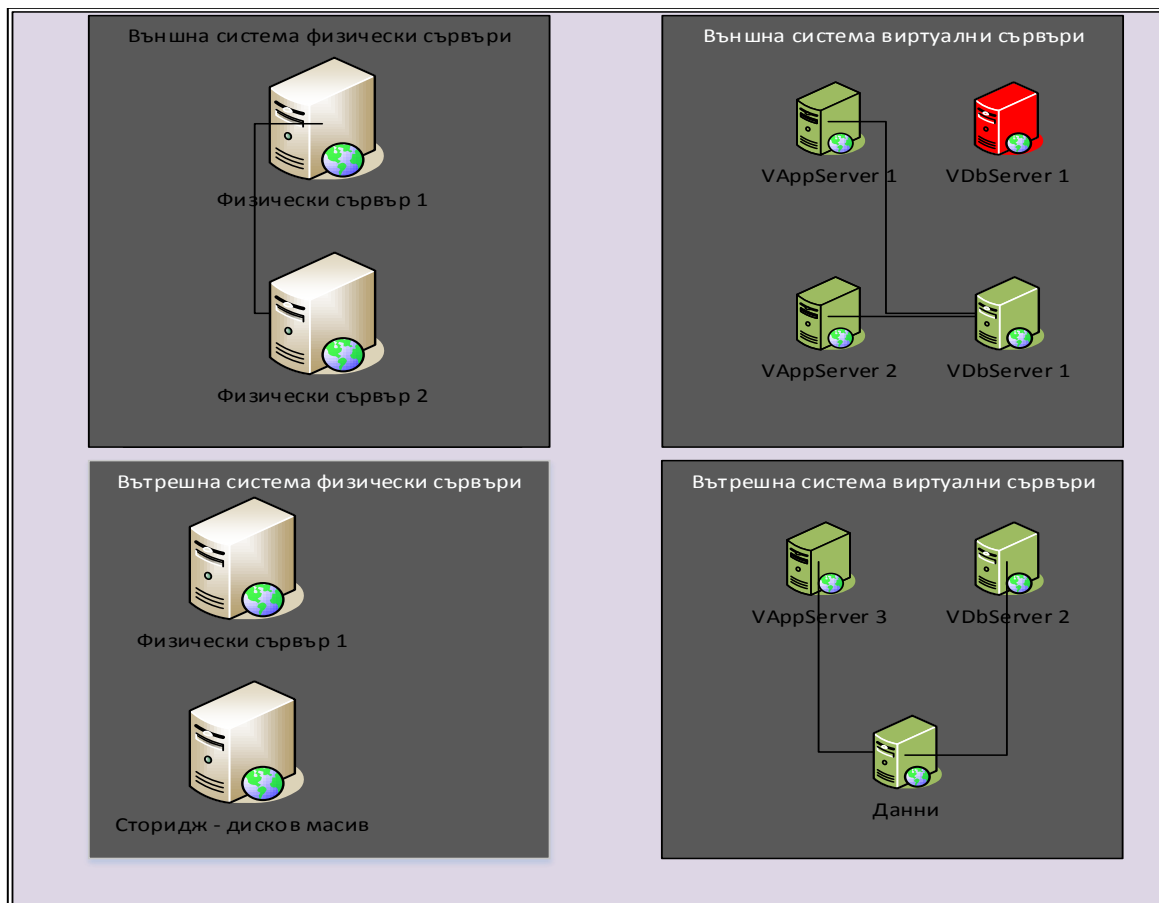 Външна система физически сървъри
Физически сървър 1
Физически сървър 2
Външна система виртуални сървъри
VAppServer 1
VDbServer 1
VAppServer 2
VDbServer 1
Вътрешна система физически сървъри
Физически сървър 1
Сторидж - дисков масив
Вътрешна система виртуални сървъри
VAppServer 3
VDbServer 2
Данни